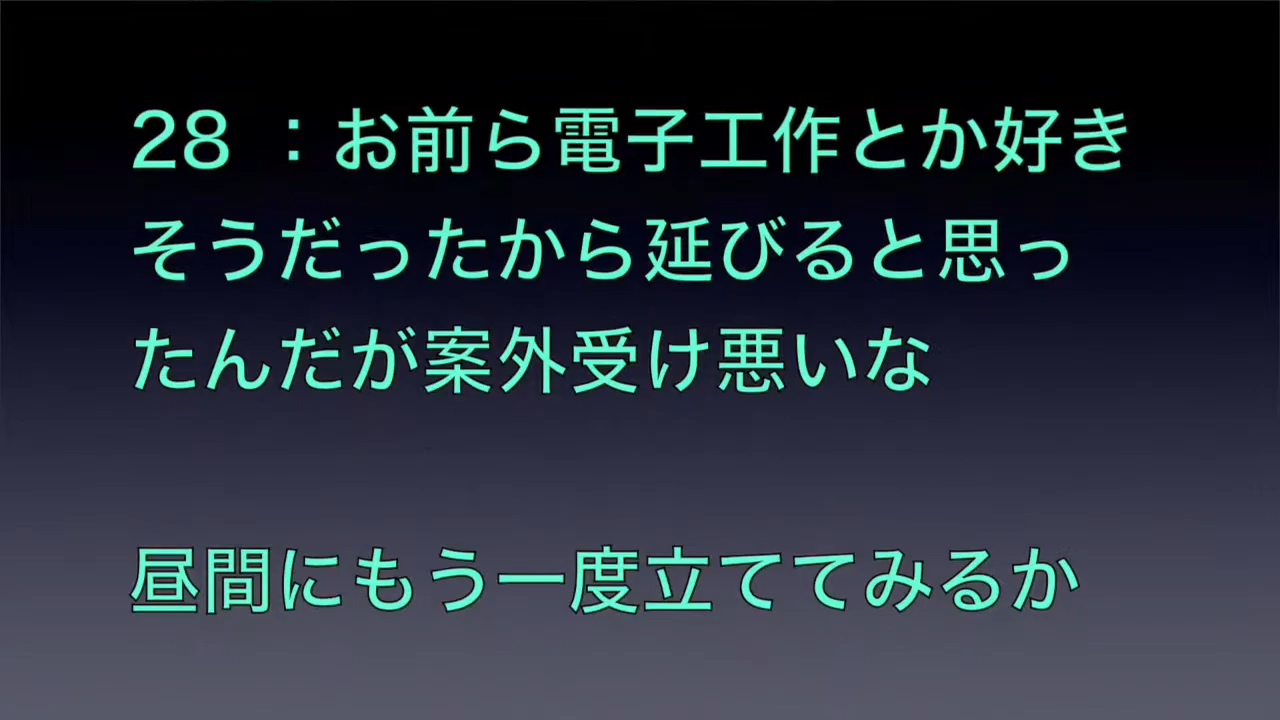 28 ：お前ら電子工作とか好き
そうだったから延びると思っ
たんだが案外受け悪いな
昼間にもう一度立ててみるか